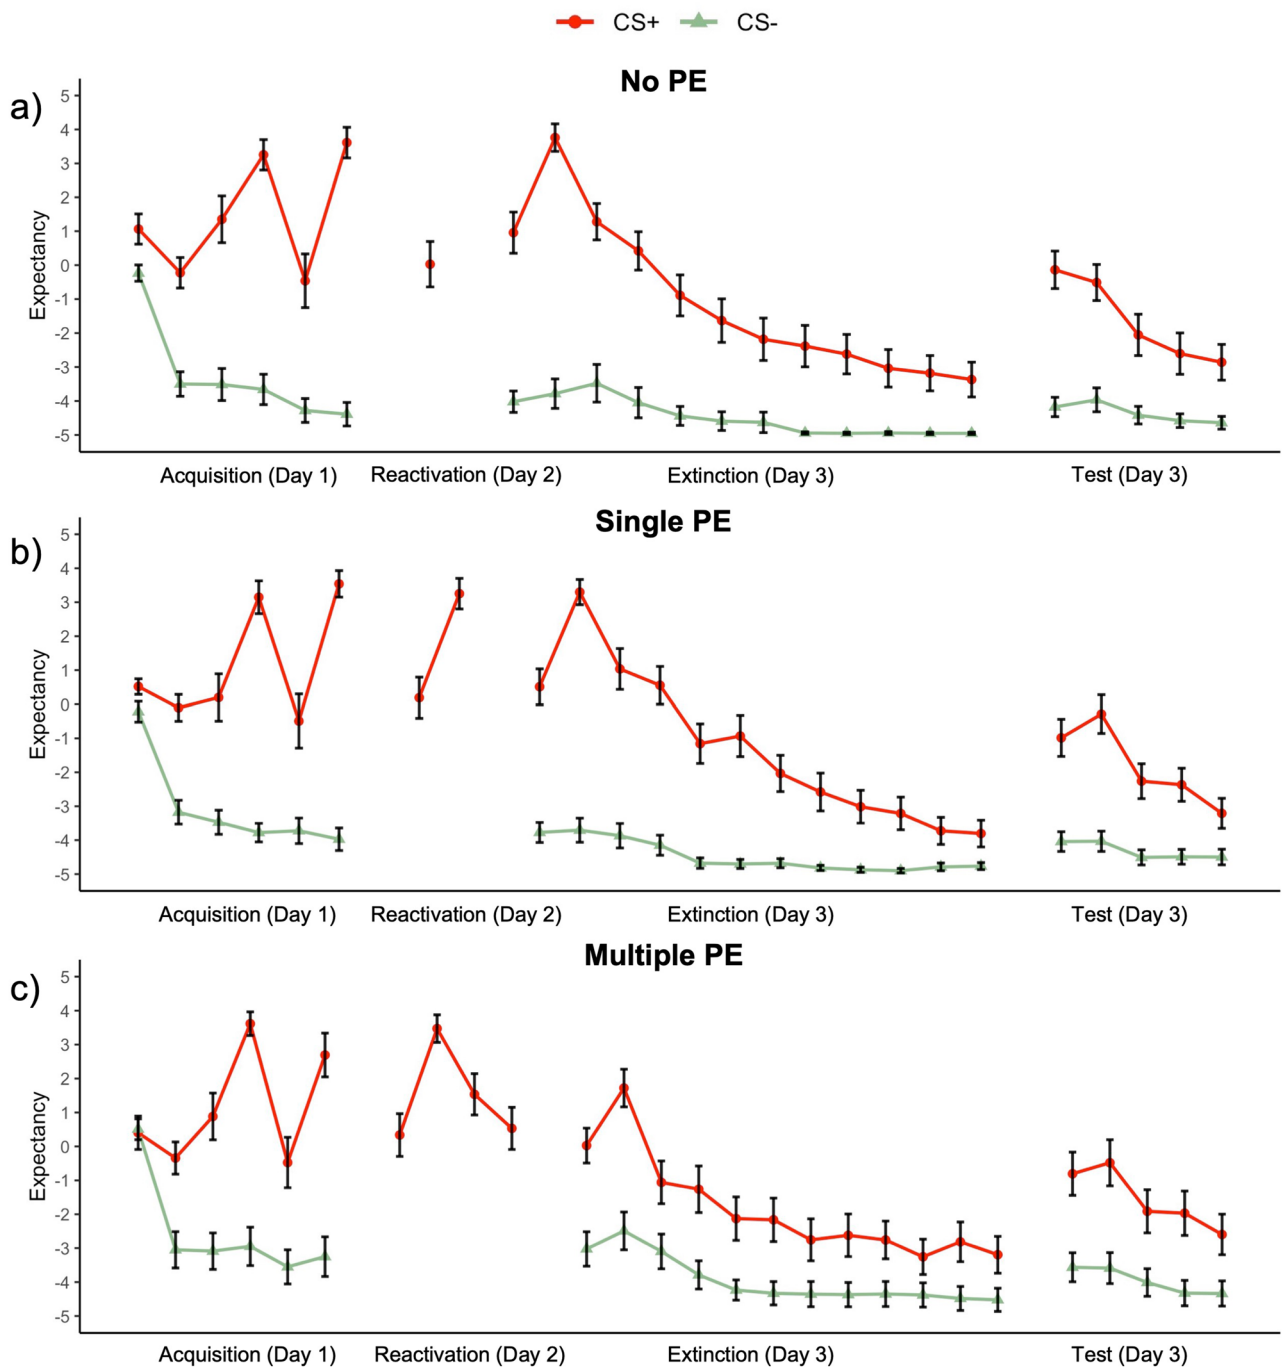 CS+ CS-
No PE
a)
5
4
3
2
1
0
-1
-2
-3
-4
-5
Expectancy
Acquisition (Day 1) Reactivation (Day 2) Extinction (Day 3) Test (Day 3)
Single PE
b)
5
4
3
2
1
0
-1
-2
-3
-4
-5
Expectancy
Acquisition (Day 1) Reactivation (Day 2) Extinction (Day 3) Test (Day 3)
Multiple PE
c)
5
4
3
2
1
0
-1
-2
-3
-4
-5
Expectancy
Acquisition (Day 1) Reactivation (Day 2) Extinction (Day 3) Test (Day 3)